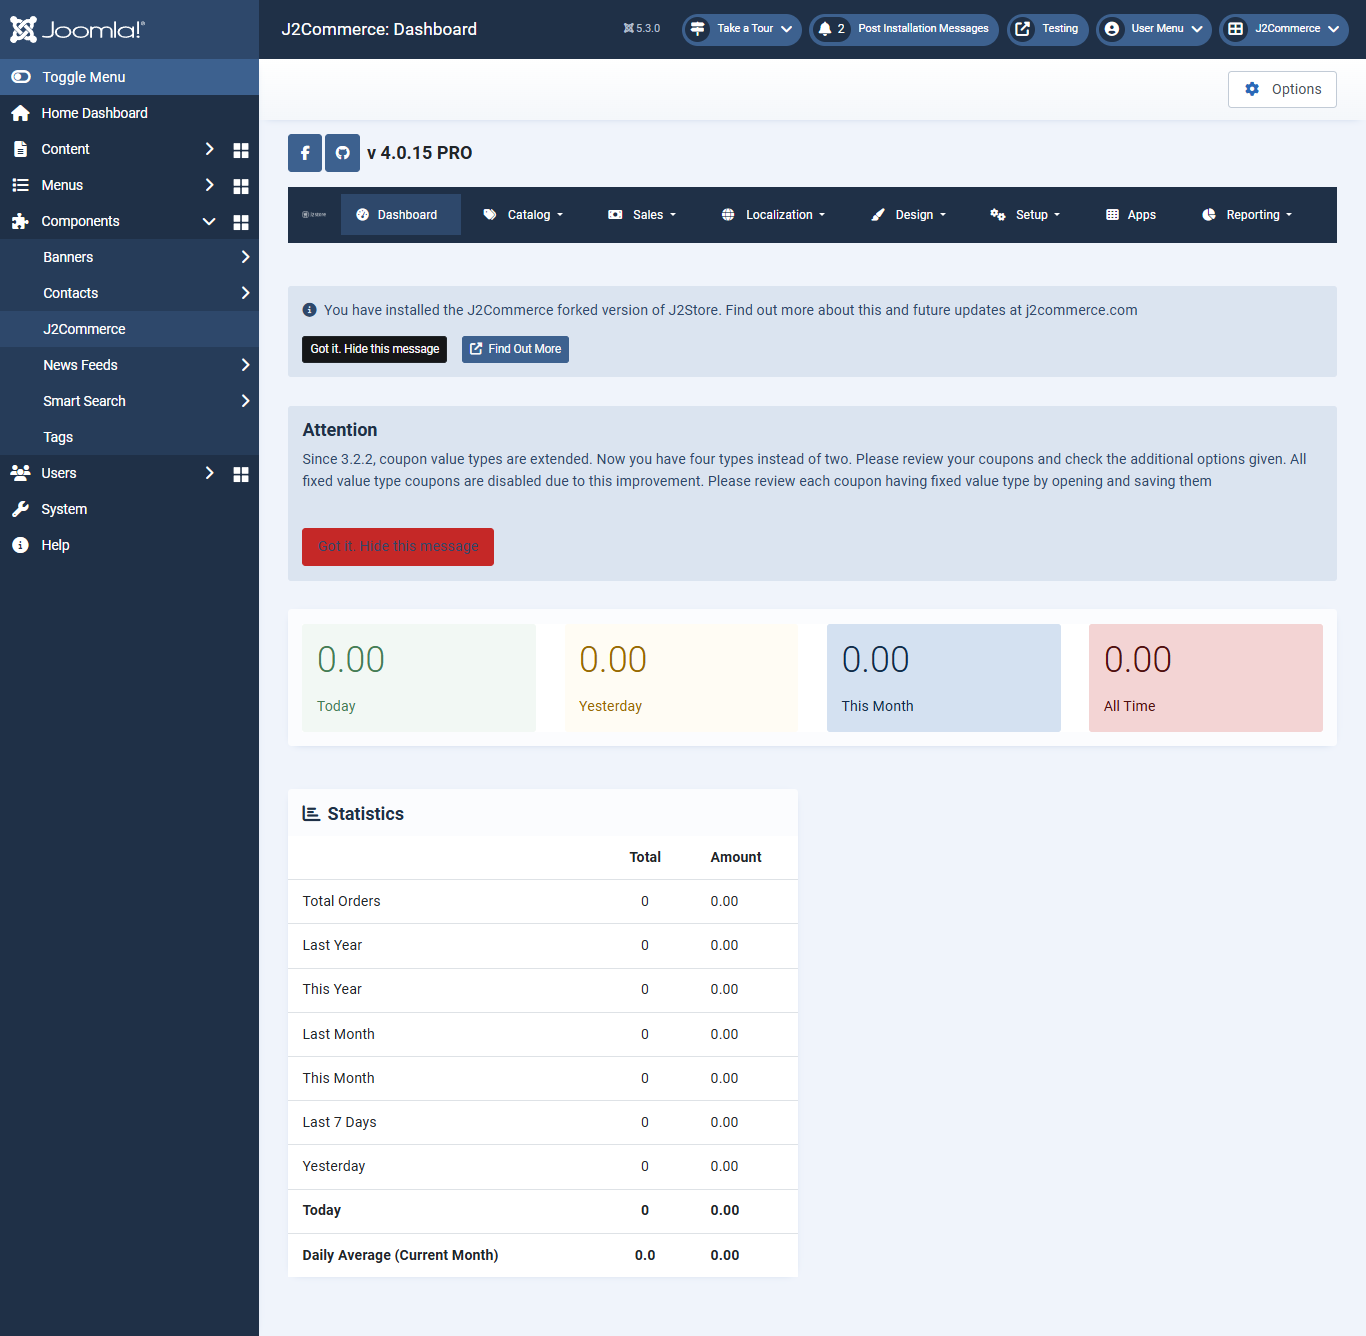 Joomla!
J2Commerce: Dashboard
5.3.0
Take a Tour
2 Post Installation Messages
Testing
User Menu
J2Commerce
Toggle Menu
Home Dashboard
Content
Menus
Components
Banners
Contacts
J2Commerce
News Feeds
Smart Search
Tags
Users
System
Help
Options
v 4.0.15 PRO
J2 Store
Dashboard
Catalog
Sales
Localization
Design
Setup
Apps
Reporting
You have installed the J2Commerce forked version of J2Store. Find out more about this and future updates at j2commerce.com
Got it. Hide this message
Find Out More
Attention
Since 3.2.2, coupon value types are extended. Now you have four types instead of two. Please review your coupons and check the additional options given. All
fixed value type coupons are disabled due to this improvement. Please review each coupon having fixed value type by opening and saving them
Got it. Hide this message
0.00
Today
0.00
Yesterday
0.00
This Month
0.00
All Time
Statistics
Total Amount
Total Orders 0 0.00
Last Year 0 0.00
This Year 0 0.00
Last Month 0 0.00
This Month 0 0.00
Last 7 Days 0 0.00
Yesterday 0 0.00
Today 0 0.00
Daily Average (Current Month) 0.0 0.00